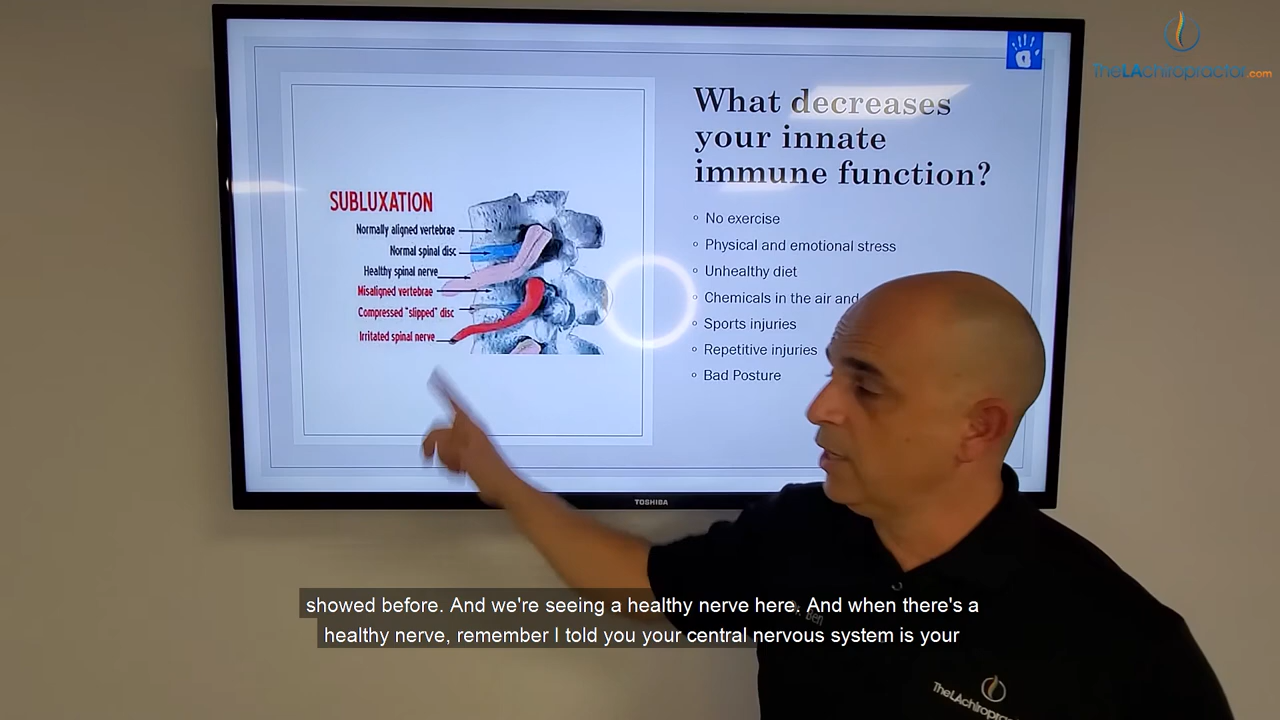 TheLAchiropractor.com
What decreases
your innate
immune function?
SUBLUXATION
Normally aligned vertebrae
Normal spinal disc
Healthy spinal nerve
Misaligned vertebrae
Compressed "slipped" disc
Irritated spinal nerve
◦ No exercise
◦ Physical and emotional stress
◦ Unhealthy diet
◦ Chemicals in the air and
◦ Sports injuries
◦ Repetitive injuries
◦ Bad Posture
TOSHIBA
showed before. And we're seeing a healthy nerve here. And when there's a
healthy nerve, remember I told you your central nervous system is your
Ben
TheLAchiropract